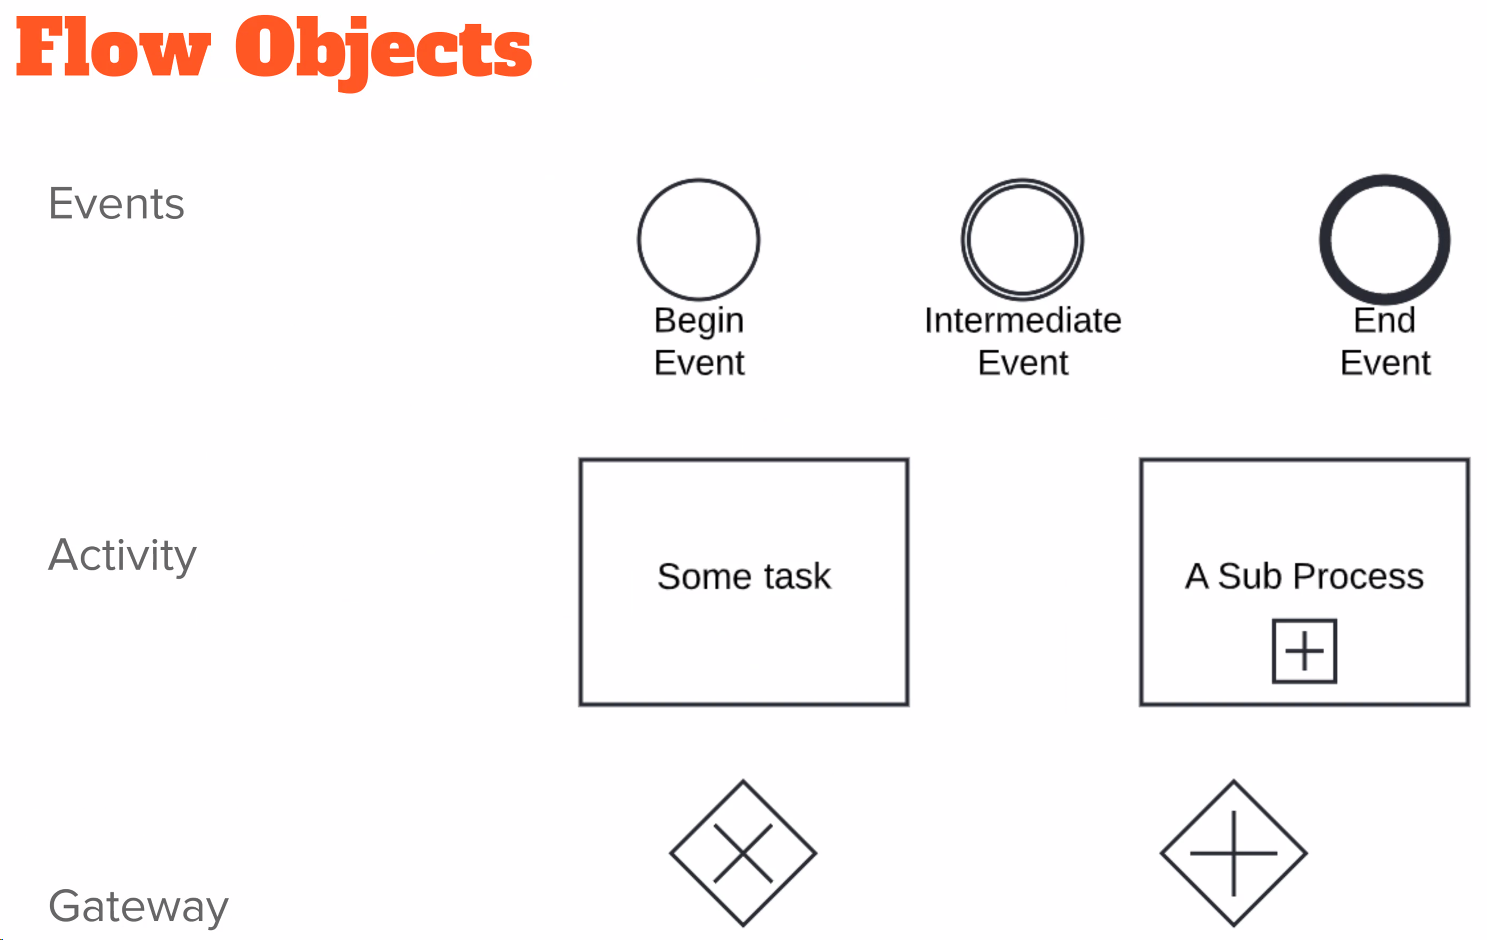 Flow Objects
Events
Begin
Event
Intermediate
Event
End
Event
Activity
Some task
A Sub Process
Gateway